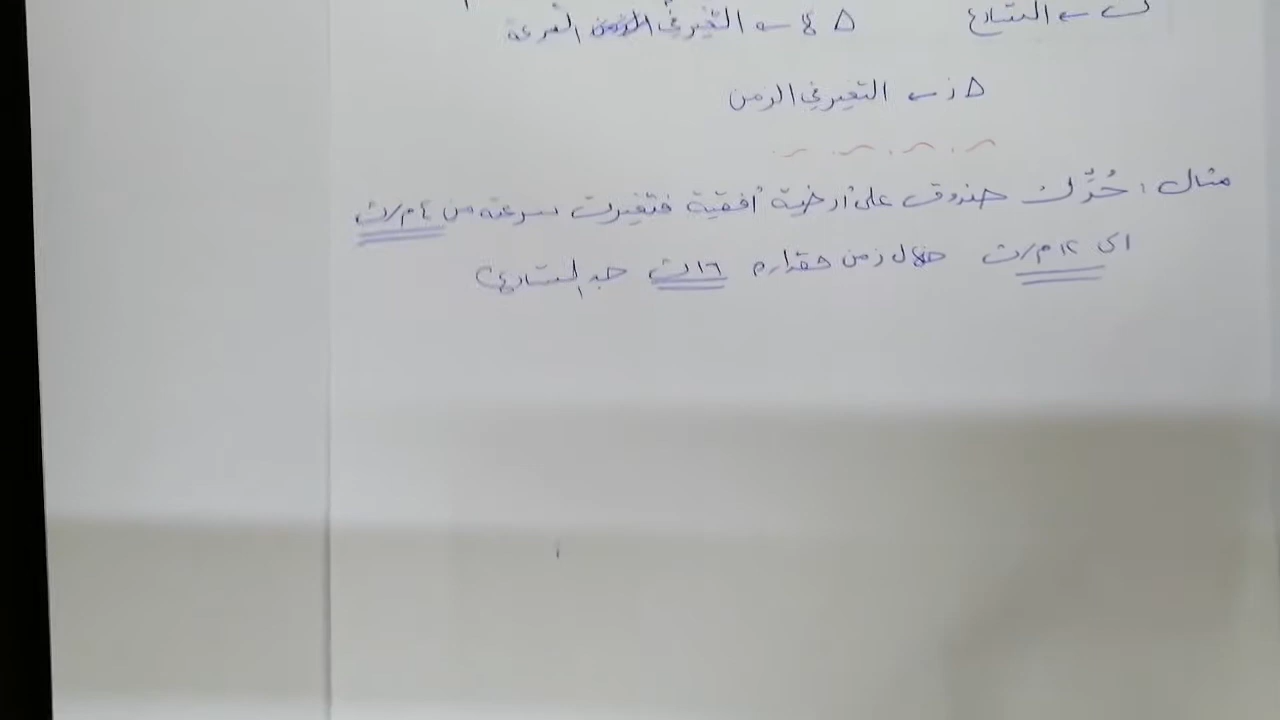 ت ← التسارع Δ ع ← التغير في السرعة
Δ ز ← التغير في الزمن
مثال : حُرِّك صندوق على أرضية أفقية فتغيرت سرعته من ٤ م/ث
الى ١٢ م/ث خلال زمن مقداره ١٦ ث جد التسارع؟